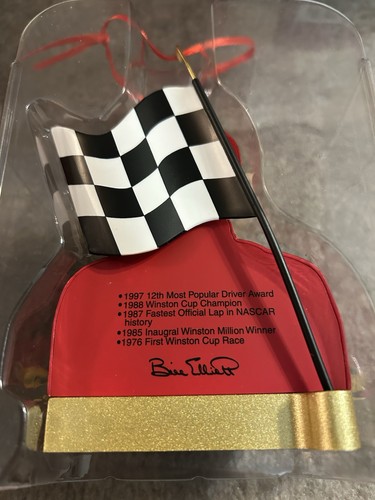 •1997 12th Most Popular Driver Award
•1988 Winston Cup Champion
•1987 Fastest Official Lap in NASCAR
history
•1985 Inaugral Winston Million Winner
•1976 First Winston Cup Race
Bill Elliott